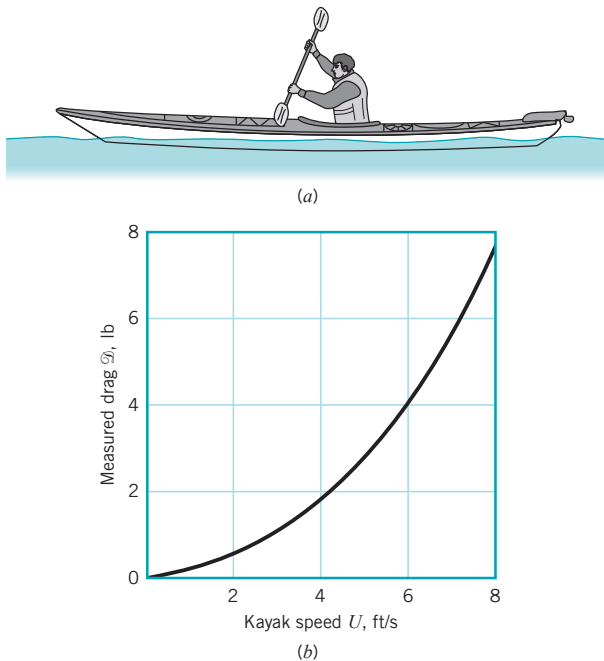 (a)
8
6
4
2
0
Measured drag 𝒟, lb
2 4 6 8
Kayak speed U, ft/s
(b)